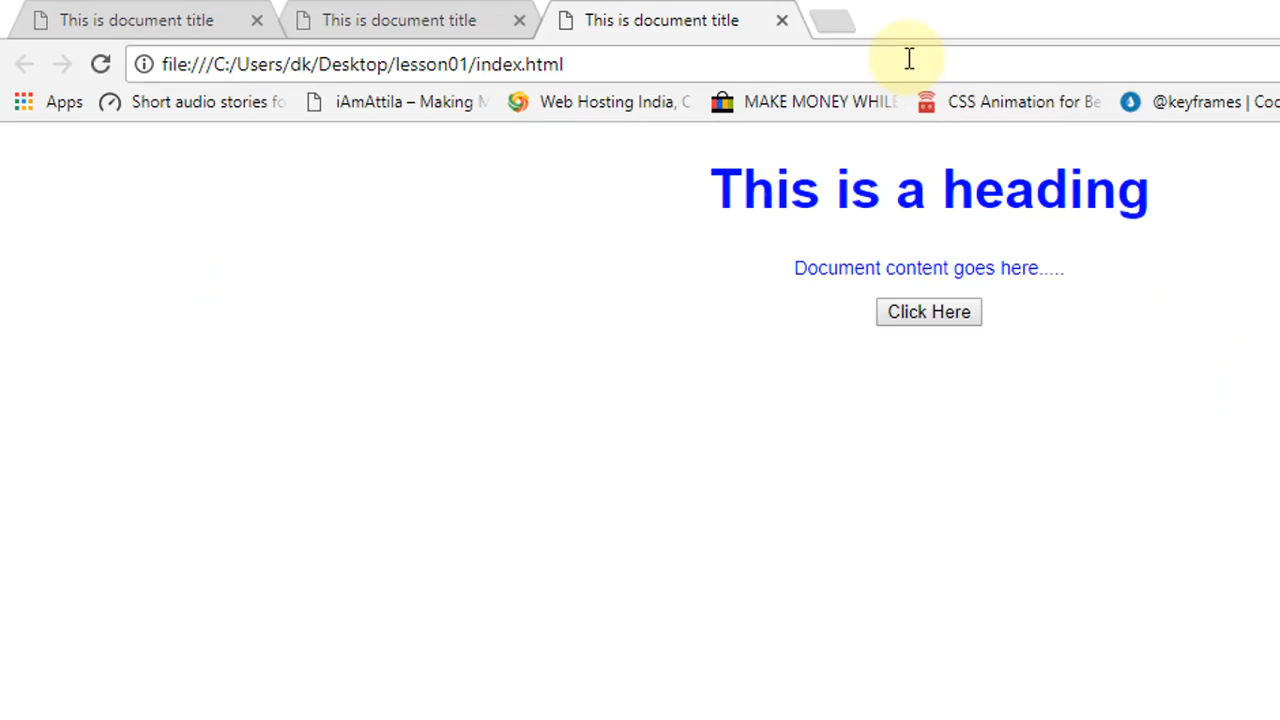 This is document title This is document title This is document title
file:///C:/Users/dk/Desktop/lesson01/index.html
Apps Short audio stories fo iAmAttila – Making M Web Hosting India, C MAKE MONEY WHILE CSS Animation for Be @keyframes | Coc
This is a heading
Document content goes here.....
Click Here